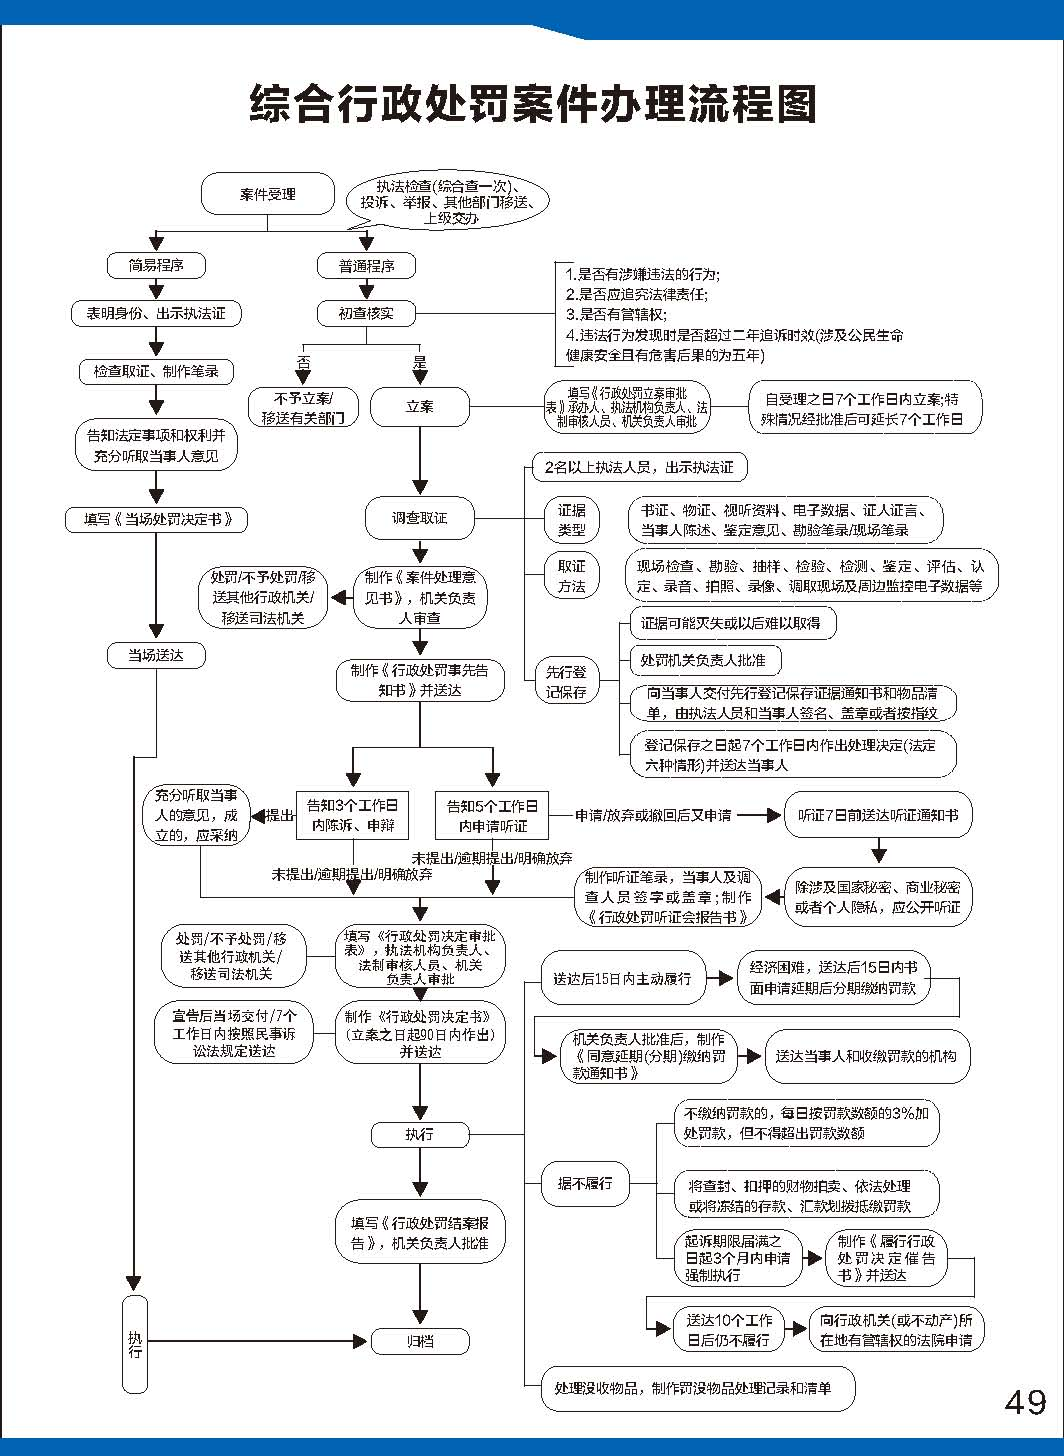 综合行政处罚案件办理流程图
案件受理
执法检查(综合查一次)、
投诉、举报、其他部门移送、
上级交办
简易程序
普通程序
表明身份、出示执法证
初查核实
1.是否有涉嫌违法的行为;
2.是否应追究法律责任;
3.是否有管辖权;
4.违法行为发现时是否超过二年追诉时效(涉及公民生命
健康安全且有危害后果的为五年)
检查取证、制作笔录
否
是
不予立案/
移送有关部门
立案
填写《行政处罚立案审批
表》承办人、执法机构负责人、法
制审核人员、机关负责人审批
自受理之日7个工作日内立案;特
殊情况经批准后可延长7个工作日
告知法定事项和权利并
充分听取当事人意见
2名以上执法人员，出示执法证
填写《当场处罚决定书》
调查取证
证据
类型
书证、物证、视听资料、电子数据、证人证言、
当事人陈述、鉴定意见、勘验笔录/现场笔录
取证
方法
现场检查、勘验、抽样、检验、检测、鉴定、评估、认
定、录音、拍照、录像、调取现场及周边监控电子数据等
处罚/不予处罚/移
送其他行政机关/
移送司法机关
制作《案件处理意
见书》，机关负责
人审查
证据可能灭失或以后难以取得
当场送达
制作《行政处罚事先告
知书》并送达
先行登
记保存
处罚机关负责人批准
向当事人交付先行登记保存证据通知书和物品清
单，由执法人员和当事人签名、盖章或者按指纹
登记保存之日起7个工作日内作出处理决定(法定
六种情形)并送达当事人
充分听取当事
人的意见，成
立的，应采纳
提出
告知3个工作日
内陈诉、申辩
告知5个工作日
内申请听证
申请/放弃或撤回后又申请
听证7日前送达听证通知书
未提出/逾期提出/明确放弃
未提出/逾期提出/明确放弃
制作听证笔录，当事人及调
查人员签字或盖章;制作
《行政处罚听证会报告书》
除涉及国家秘密、商业秘密
或者个人隐私，应公开听证
处罚/不予处罚/移
送其他行政机关/
移送司法机关
填写《行政处罚决定审批
表》，执法机构负责人、
法制审核人员、机关
负责人审批
送达后15日内主动履行
经济困难，送达后15日内书
面申请延期后分期缴纳罚款
宣告后当场交付/7个
工作日内按照民事诉
讼法规定送达
制作《行政处罚决定书》
(立案之日起90日内作出)
并送达
机关负责人批准后，制作
《同意延期(分期)缴纳罚
款通知书》
送达当事人和收缴罚款的机构
执行
不缴纳罚款的，每日按罚款数额的3%加
处罚款，但不得超出罚款数额
据不履行
将查封、扣押的财物拍卖、依法处理
或将冻结的存款、汇款划拨抵缴罚款
填写《行政处罚结案报
告》，机关负责人批准
起诉期限届满之
日起3个月内申请
强制执行
制作《履行行政
处罚决定催告
书》并送达
执
行
归档
送达10个工作
日后仍不履行
向行政机关(或不动产)所
在地有管辖权的法院申请
处理没收物品，制作罚没物品处理记录和清单
49